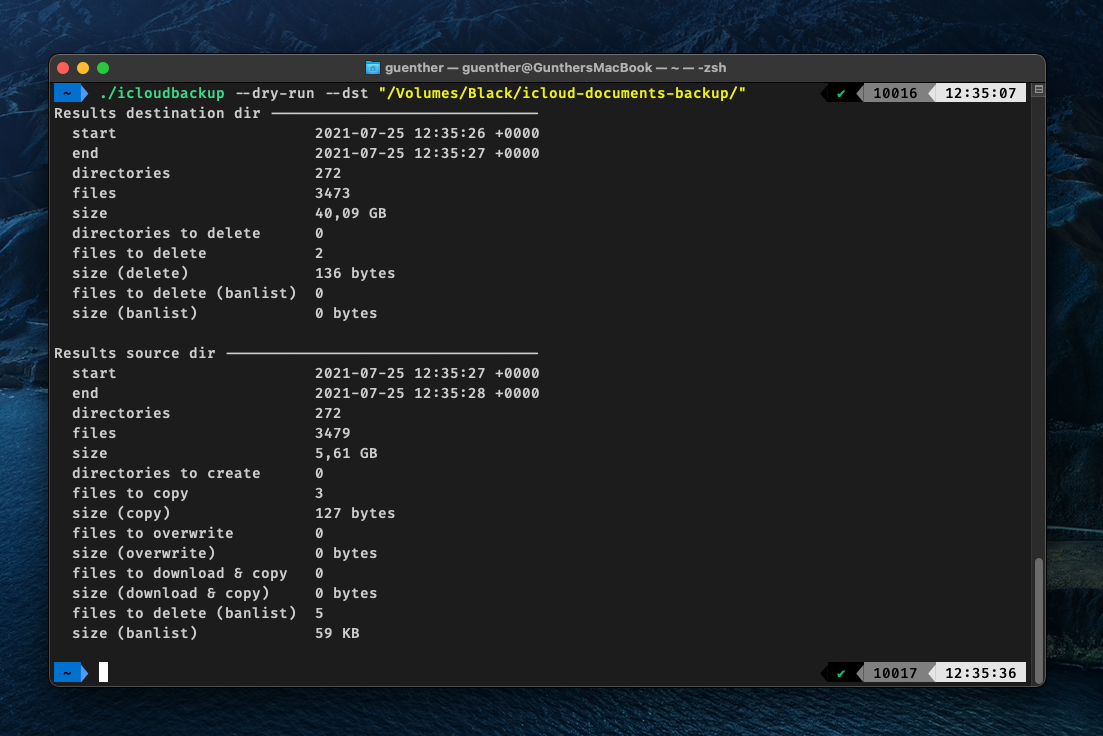 guenther — guenther@GunthersMacBook — ~ — -zsh
~ ./icloudbackup --dry-run --dst "/Volumes/Black/icloud-documents-backup/" ✔ 10016 12:35:07
Results destination dir
start 2021-07-25 12:35:26 +0000
end 2021-07-25 12:35:27 +0000
directories 272
files 3473
size 40,09 GB
directories to delete 0
files to delete 2
size (delete) 136 bytes
files to delete (banlist) 0
size (banlist) 0 bytes
Results source dir
start 2021-07-25 12:35:27 +0000
end 2021-07-25 12:35:28 +0000
directories 272
files 3479
size 5,61 GB
directories to create 0
files to copy 3
size (copy) 127 bytes
files to overwrite 0
size (overwrite) 0 bytes
files to download & copy 0
size (download & copy) 0 bytes
files to delete (banlist) 5
size (banlist) 59 KB
~ ✔ 10017 12:35:36